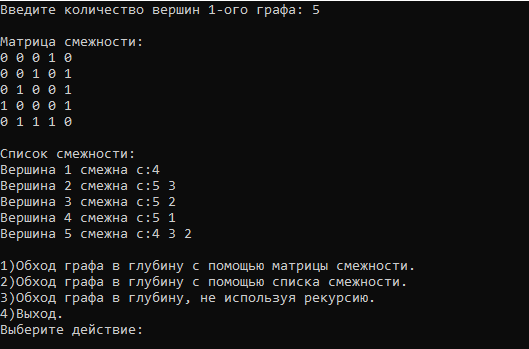 Введите количество вершин 1-ого графа: 5
Матрица смежности:
0 0 0 1 0
0 0 1 0 1
0 1 0 0 1
1 0 0 0 1
0 1 1 1 0
Список смежности:
Вершина 1 смежна с:4
Вершина 2 смежна с:5 3
Вершина 3 смежна с:5 2
Вершина 4 смежна с:5 1
Вершина 5 смежна с:4 3 2
1)Обход графа в глубину с помощью матрицы смежности.
2)Обход графа в глубину с помощью списка смежности.
3)Обход графа в глубину, не используя рекурсию.
4)Выход.
Выберите действие: